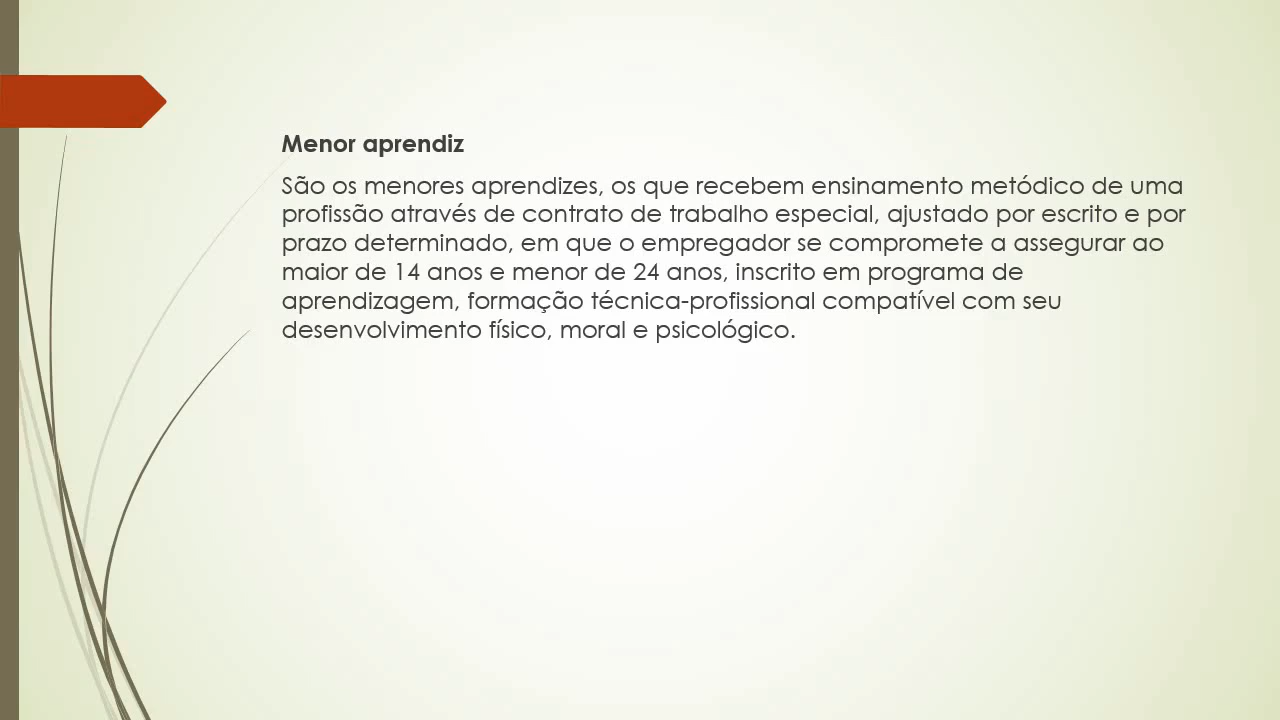 Menor aprendiz
São os menores aprendizes, os que recebem ensinamento metódico de uma
profissão através de contrato de trabalho especial, ajustado por escrito e por
prazo determinado, em que o empregador se compromete a assegurar ao
maior de 14 anos e menor de 24 anos, inscrito em programa de
aprendizagem, formação técnica-profissional compatível com seu
desenvolvimento físico, moral e psicológico.